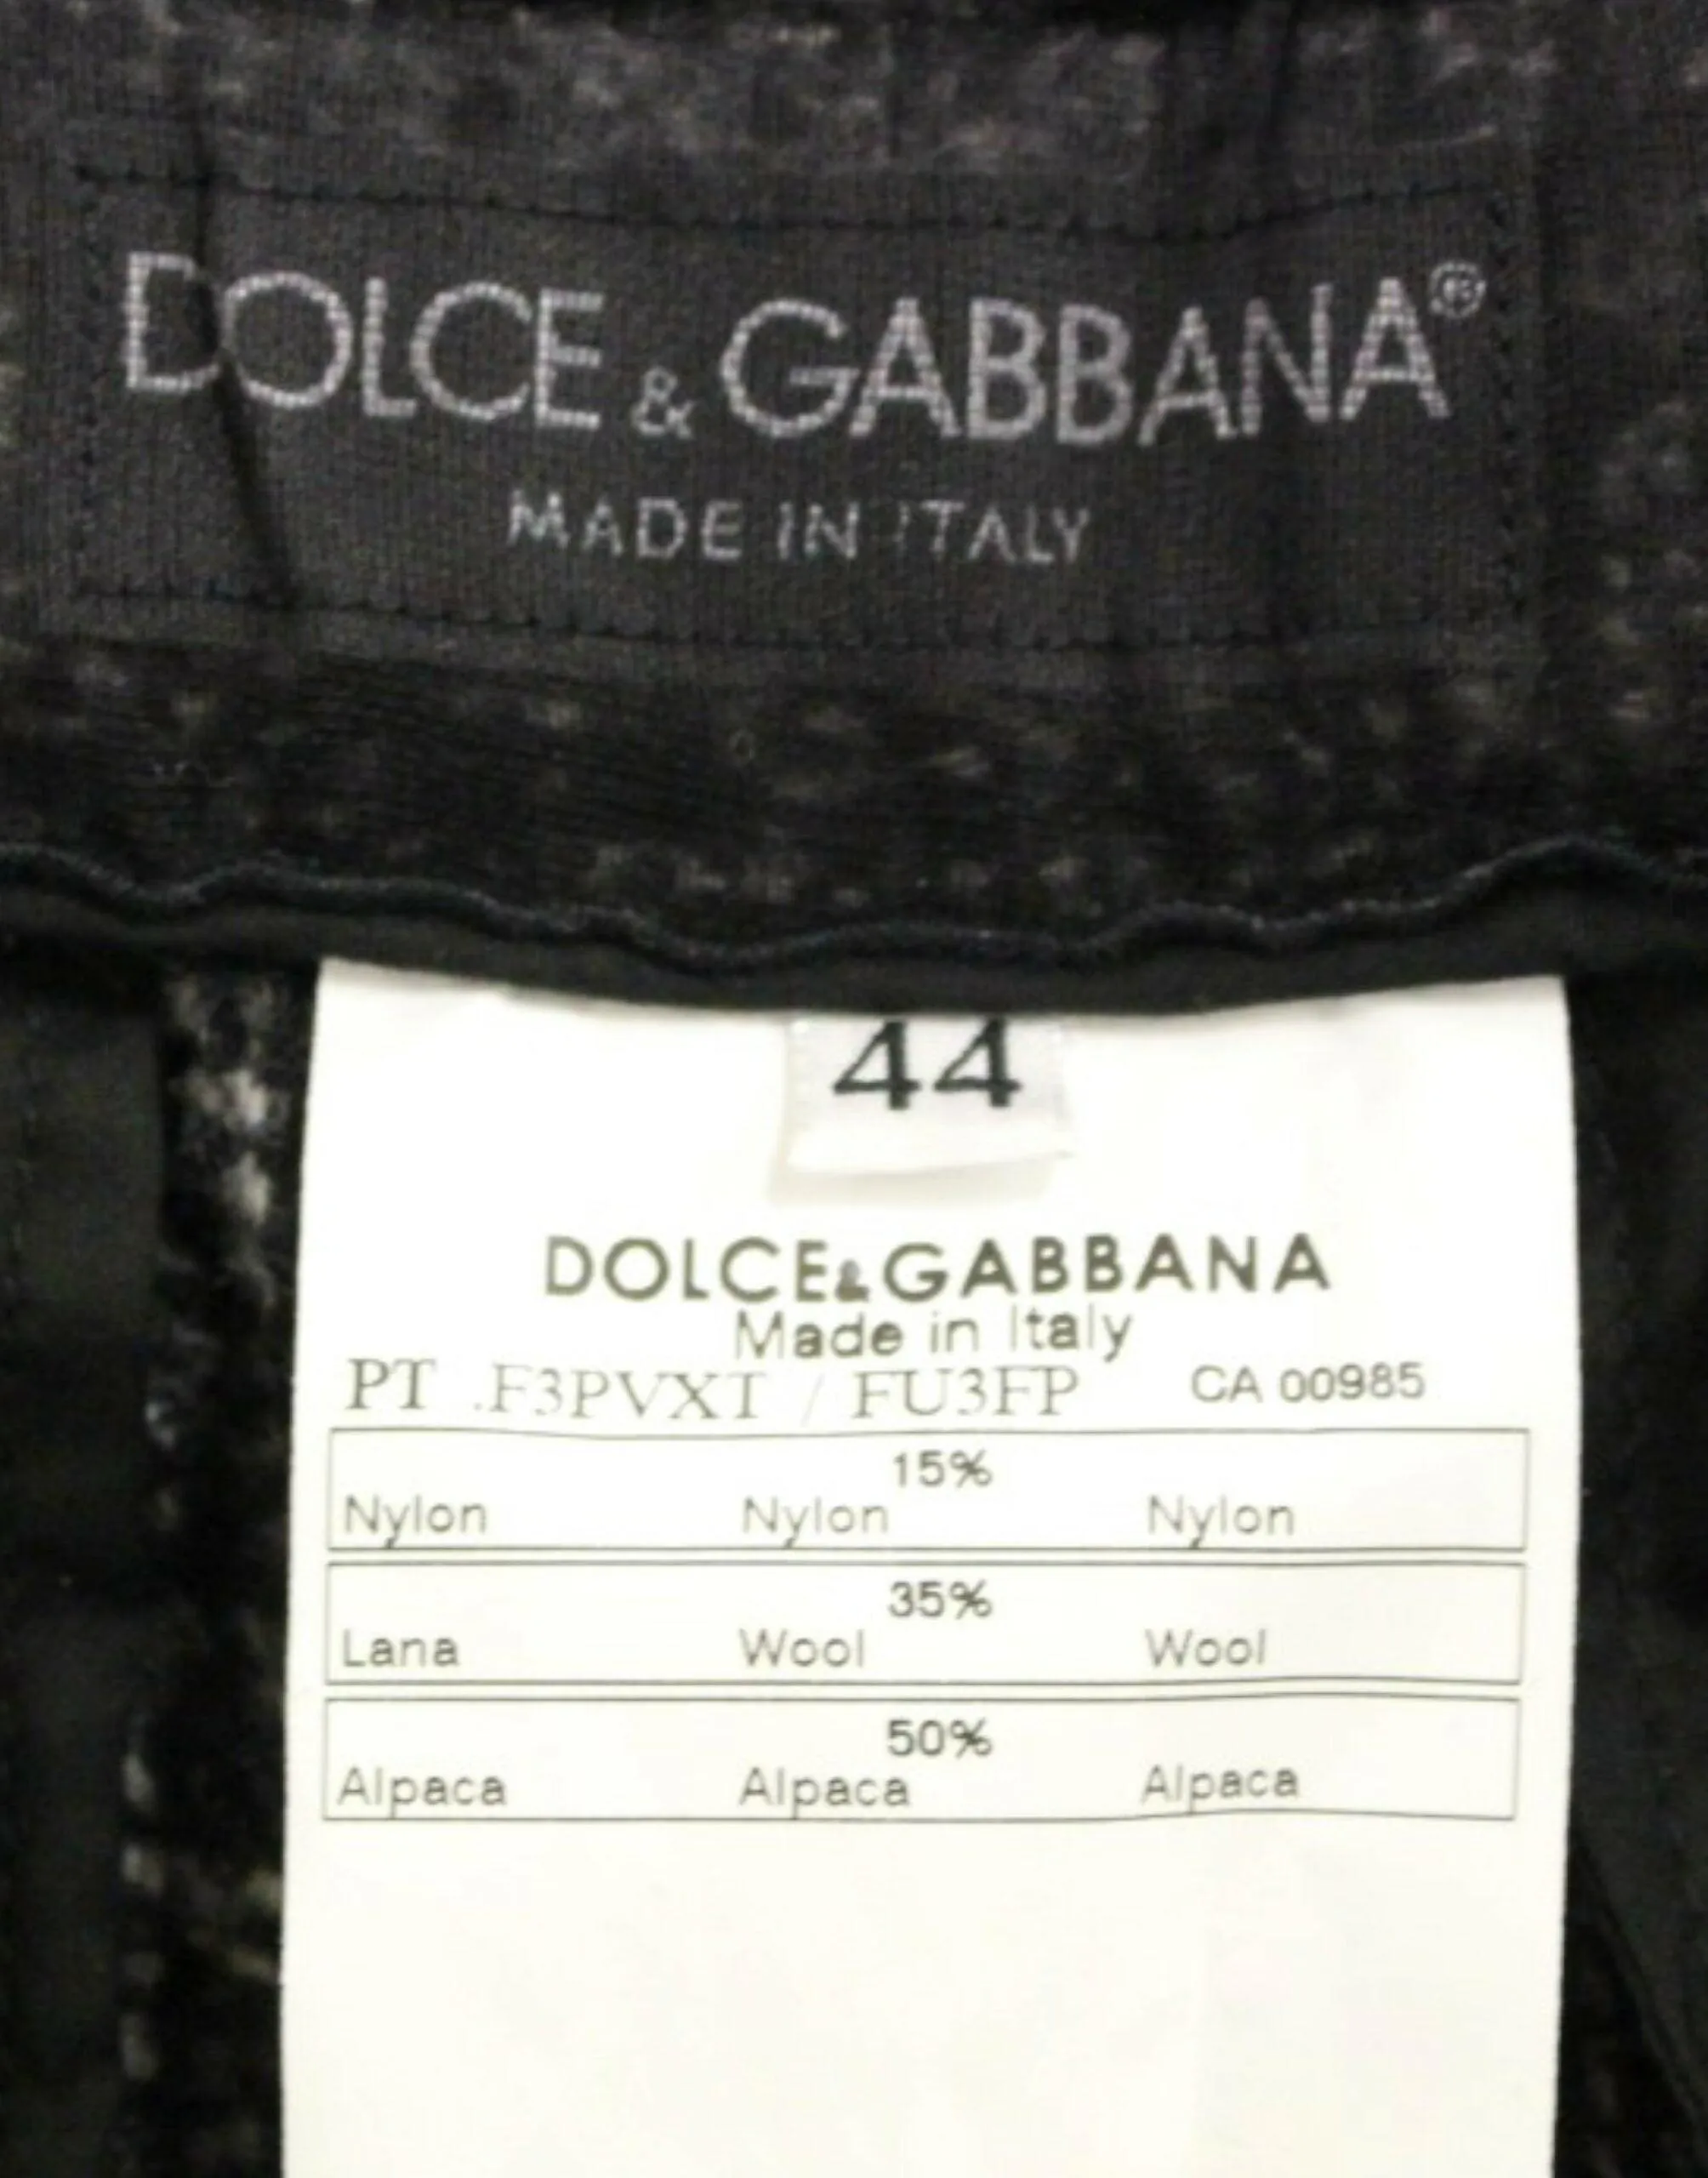 DOLCE & GABBANA®
MADE IN ITALY
44
DOLCE&GABBANA
Made in Italy
PT .F3PVXT / FU3FP CA 00985
15%
Nylon Nylon Nylon
35%
Lana Wool Wool
50%
Alpaca Alpaca Alpaca